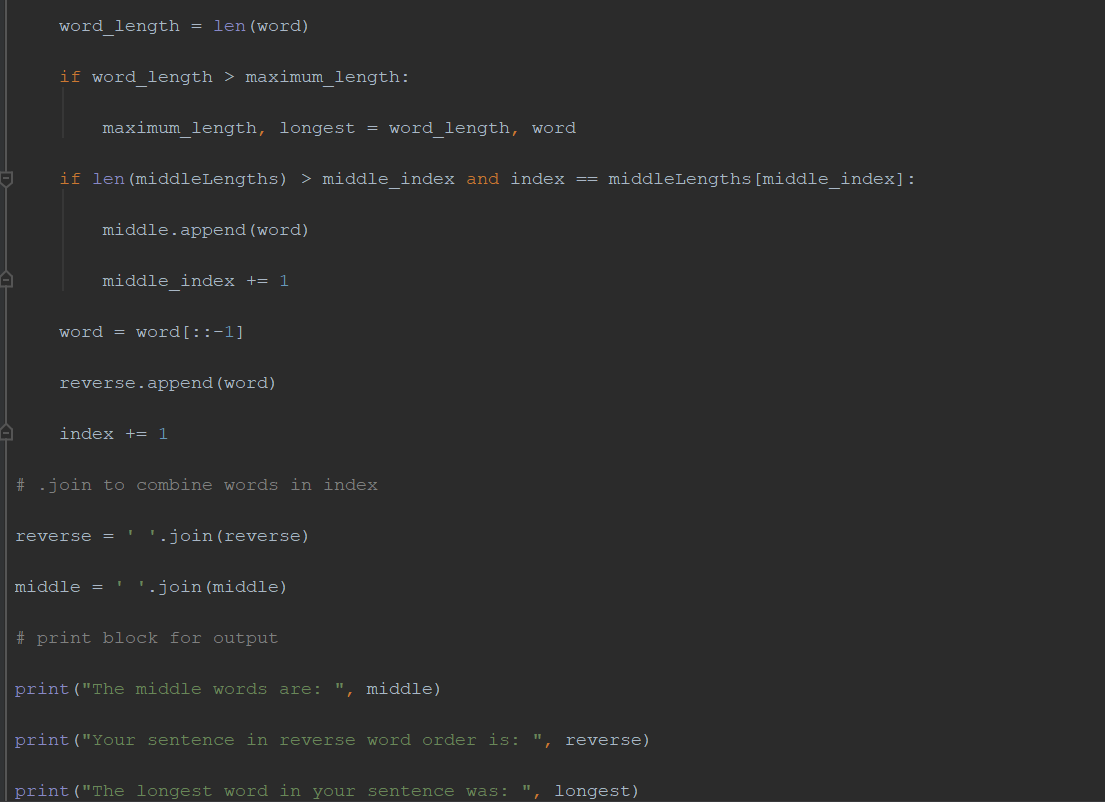 word_length = len(word)
if word_length > maximum_length:
maximum_length, longest = word_length, word
if len(middleLengths) > middle_index and index == middleLengths[middle_index]:
middle.append(word)
middle_index += 1
word = word[::-1]
reverse.append(word)
index += 1
# .join to combine words in index
reverse = ' '.join(reverse)
middle = ' '.join(middle)
# print block for output
print("The middle words are: ", middle)
print("Your sentence in reverse word order is: ", reverse)
print("The longest word in your sentence was: ", longest)